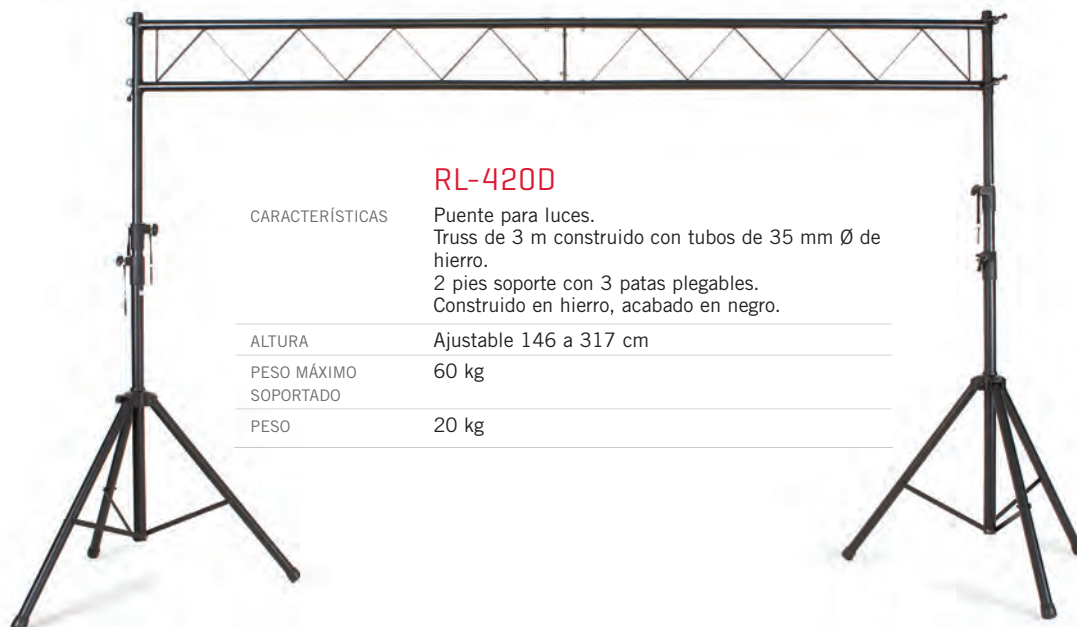 RL-420D
CARACTERÍSTICAS Puente para luces.
Truss de 3 m construido con tubos de 35 mm Ø de
hierro.
2 pies soporte con 3 patas plegables.
Construido en hierro, acabado en negro.
ALTURA Ajustable 146 a 317 cm
PESO MÁXIMO 60 kg
SOPORTADO
PESO 20 kg